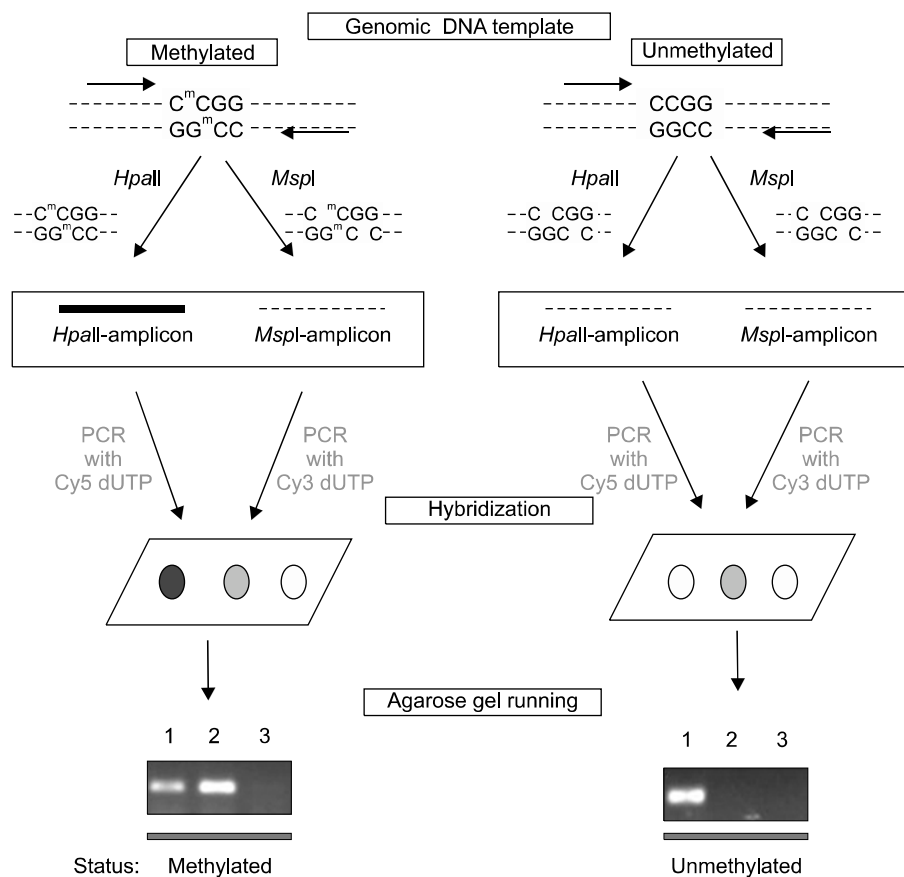 Genomic DNA template
Methylated
Unmethylated
CmCGG
GGmCC
CCGG
GGCC
HpaII
MspI
HpaII
MspI
--CmCGG--
--GGmCC--
--C mCGG--
--GGmC C--
--C CGG--
--GGC C--
--C CGG--
--GGC C--
HpaII-amplicon
MspI-amplicon
HpaII-amplicon
MspI-amplicon
PCR
with
Cy5 dUTP
PCR
with
Cy3 dUTP
PCR
with
Cy5 dUTP
PCR
with
Cy3 dUTP
Hybridization
Agarose gel running
1 2 3
1 2 3
Status: Methylated
Unmethylated